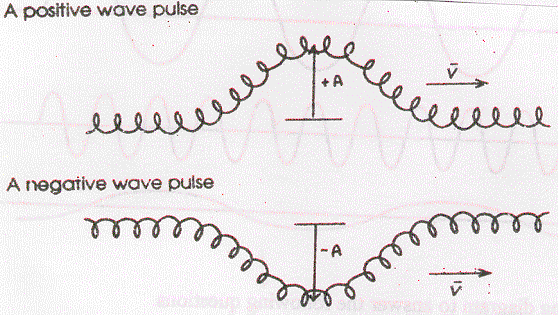 A positive wave pulse
+A
v̄
A negative wave pulse
-A
v̄